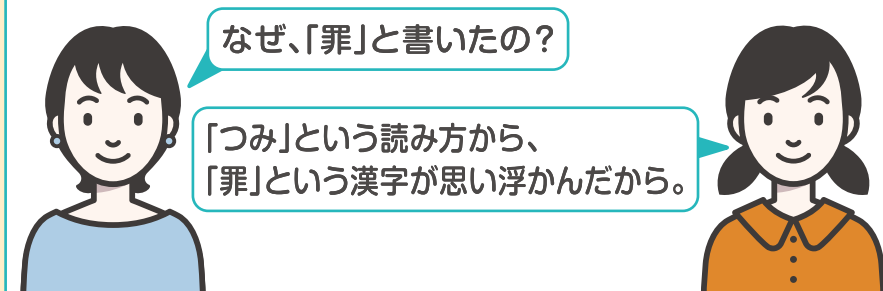 なぜ、「罪」と書いたの？
「つみ」という読み方から、
「罪」という漢字が思い浮かんだから。